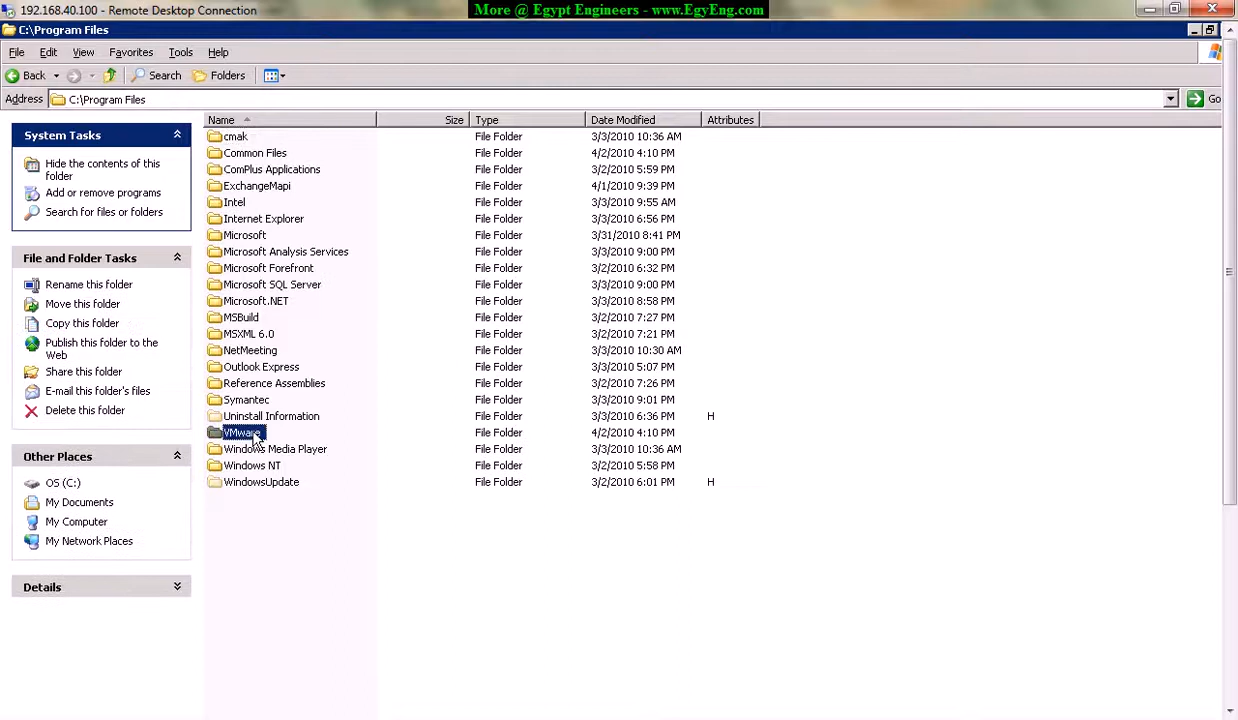 192.168.40.100 - Remote Desktop Connection
More @ Egypt Engineers - www.EgyEng.com
C:\Program Files
File Edit View Favorites Tools Help
Back Search Folders
Address C:\Program Files Go
System Tasks
Hide the contents of this
folder
Add or remove programs
Search for files or folders
File and Folder Tasks
Rename this folder
Move this folder
Copy this folder
Publish this folder to the
Web
Share this folder
E-mail this folder's files
Delete this folder
Other Places
OS (C:)
My Documents
My Computer
My Network Places
Details
Name Size Type Date Modified Attributes
cmak File Folder 3/3/2010 10:36 AM
Common Files File Folder 4/2/2010 4:10 PM
ComPlus Applications File Folder 3/2/2010 5:59 PM
ExchangeMapi File Folder 4/1/2010 9:39 PM
Intel File Folder 3/3/2010 9:55 AM
Internet Explorer File Folder 3/3/2010 6:56 PM
Microsoft File Folder 3/31/2010 8:41 PM
Microsoft Analysis Services File Folder 3/3/2010 9:00 PM
Microsoft Forefront File Folder 3/2/2010 6:32 PM
Microsoft SQL Server File Folder 3/3/2010 9:00 PM
Microsoft.NET File Folder 3/3/2010 8:58 PM
MSBuild File Folder 3/2/2010 7:27 PM
MSXML 6.0 File Folder 3/2/2010 7:21 PM
NetMeeting File Folder 3/3/2010 10:30 AM
Outlook Express File Folder 3/3/2010 5:07 PM
Reference Assemblies File Folder 3/2/2010 7:26 PM
Symantec File Folder 3/3/2010 9:01 PM
Uninstall Information File Folder 3/3/2010 6:36 PM H
VMware File Folder 4/2/2010 4:10 PM
Windows Media Player File Folder 3/3/2010 10:36 AM
Windows NT File Folder 3/2/2010 5:58 PM
WindowsUpdate File Folder 3/2/2010 6:01 PM H